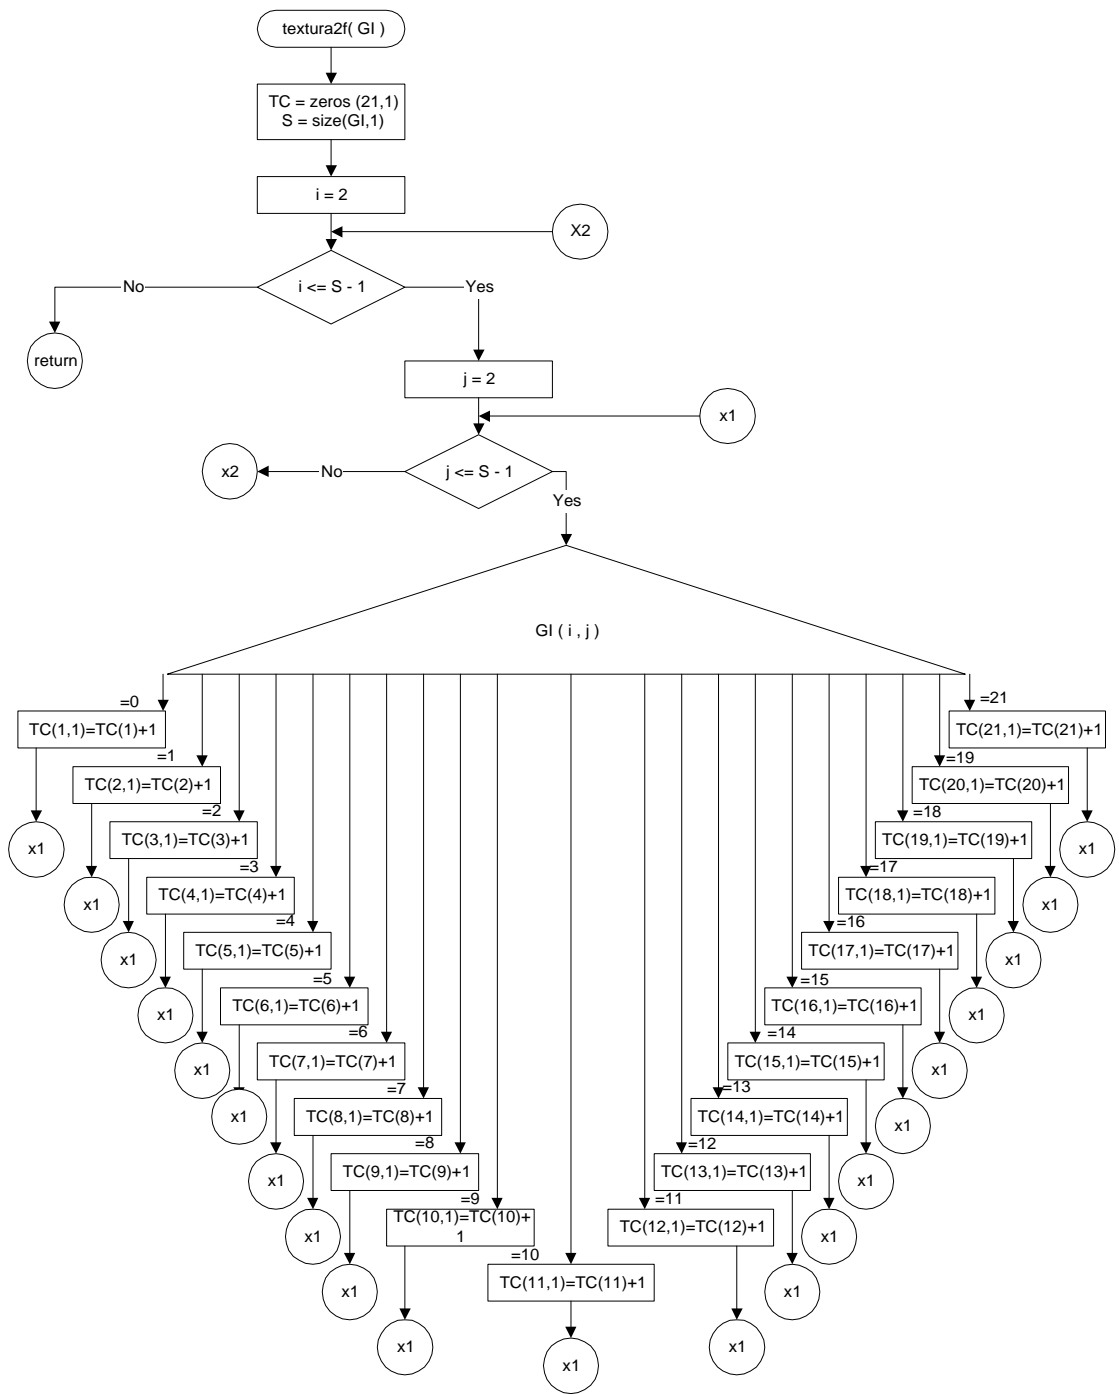 textura2f( GI )
TC = zeros (21,1)
S = size(GI,1)
i = 2
X2
i <= S - 1
No
Yes
return
j = 2
x1
x2
No
j <= S - 1
Yes
GI ( i , j )
=0
TC(1,1)=TC(1)+1
=21
TC(21,1)=TC(21)+1
=1
TC(2,1)=TC(2)+1
=19
TC(20,1)=TC(20)+1
=2
TC(3,1)=TC(3)+1
=18
TC(19,1)=TC(19)+1
x1
x1
=3
TC(4,1)=TC(4)+1
=17
TC(18,1)=TC(18)+1
x1
x1
=4
TC(5,1)=TC(5)+1
=16
TC(17,1)=TC(17)+1
x1
x1
=5
TC(6,1)=TC(6)+1
=15
TC(16,1)=TC(16)+1
x1
x1
=6
TC(7,1)=TC(7)+1
=14
TC(15,1)=TC(15)+1
x1
x1
=7
TC(8,1)=TC(8)+1
=13
TC(14,1)=TC(14)+1
x1
x1
=8
TC(9,1)=TC(9)+1
=12
TC(13,1)=TC(13)+1
x1
x1
=9
TC(10,1)=TC(10)+
1
=11
TC(12,1)=TC(12)+1
x1
x1
=10
TC(11,1)=TC(11)+1
x1
x1
x1
x1
x1